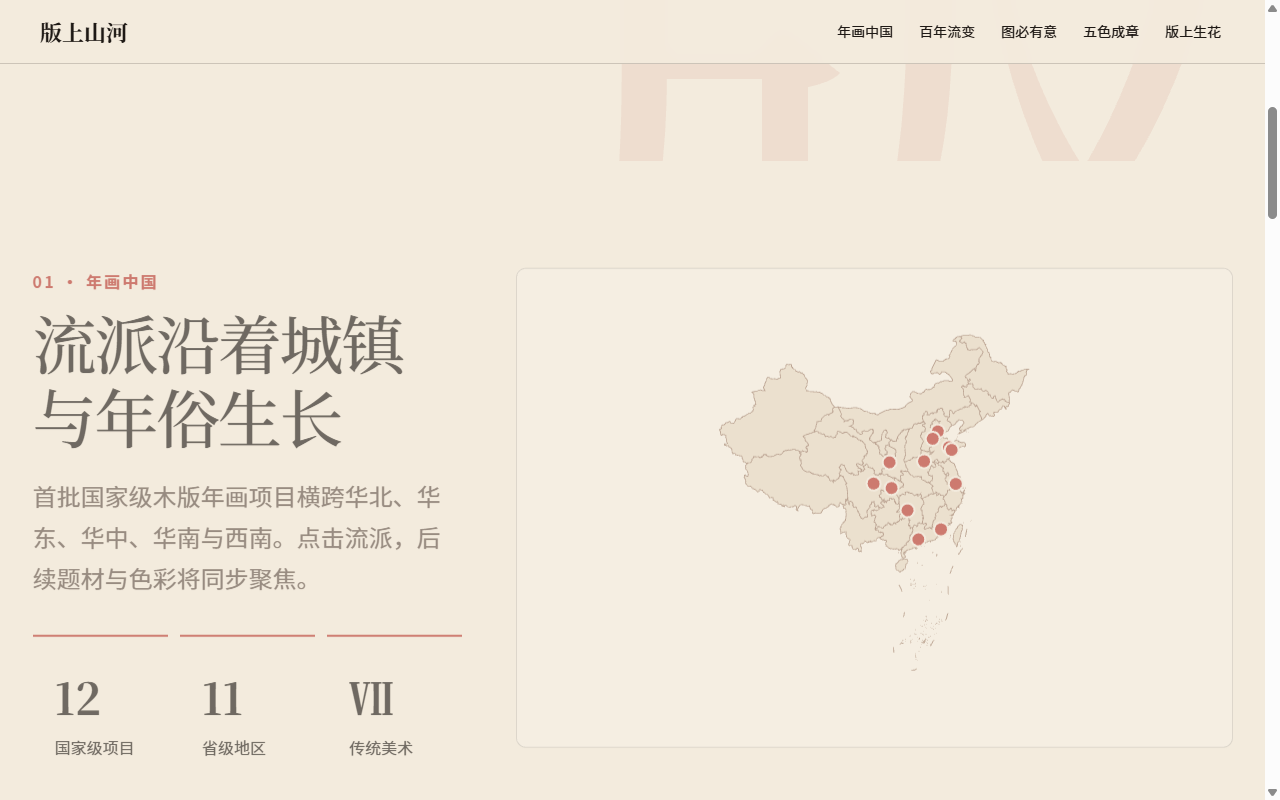 版上山河
年画中国
百年流变
图必有意
五色成章
版上生花
01 · 年画中国
流派沿着城镇
与年俗生长
首批国家级木版年画项目横跨华北、华
东、华中、华南与西南。点击流派，后
续题材与色彩将同步聚焦。
12
国家级项目
11
省级地区
VII
传统美术